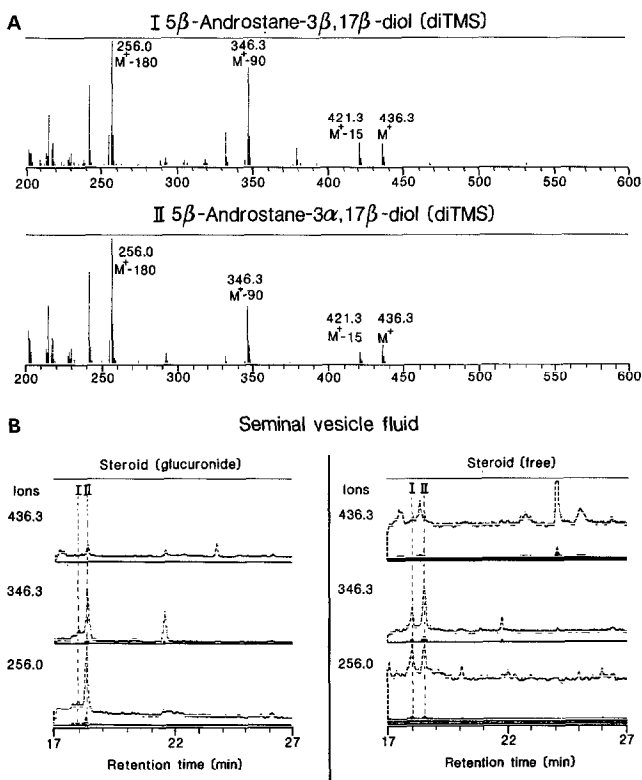 A
I 5β-Androstane-3β,17β-diol (diTMS)
256.0
M⁺-180
346.3
M⁺-90
421.3
M⁺-15
436.3
M⁺
200 250 300 350 400 450 500 550 600
II 5β-Androstane-3α,17β-diol (diTMS)
256.0
M⁺-180
346.3
M⁺-90
421.3
M⁺-15
436.3
M⁺
200 250 300 350 400 450 500 550 600
B
Seminal vesicle fluid
Steroid (glucuronide)
Ions
I II
436.3
346.3
256.0
17 22 27
Retention time (min)
Steroid (free)
Ions
I II
436.3
346.3
256.0
17 22 27
Retention time (min)